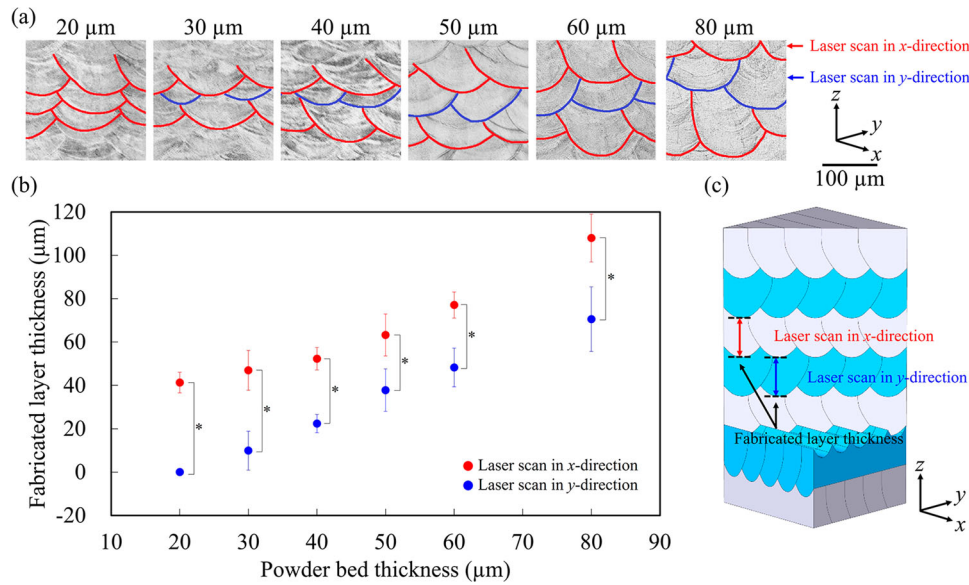 (a)
20 μm
30 μm
40 μm
50 μm
60 μm
80 μm
Laser scan in x-direction
Laser scan in y-direction
z
y
x
100 μm
(b)
Fabricated layer thickness (μm)
120
100
80
60
40
20
0
-20
*
*
*
*
*
*
Laser scan in x-direction
Laser scan in y-direction
10 20 30 40 50 60 70 80 90
Powder bed thickness (μm)
(c)
Laser scan in x-direction
Laser scan in y-direction
Fabricated layer thickness
z
y
x